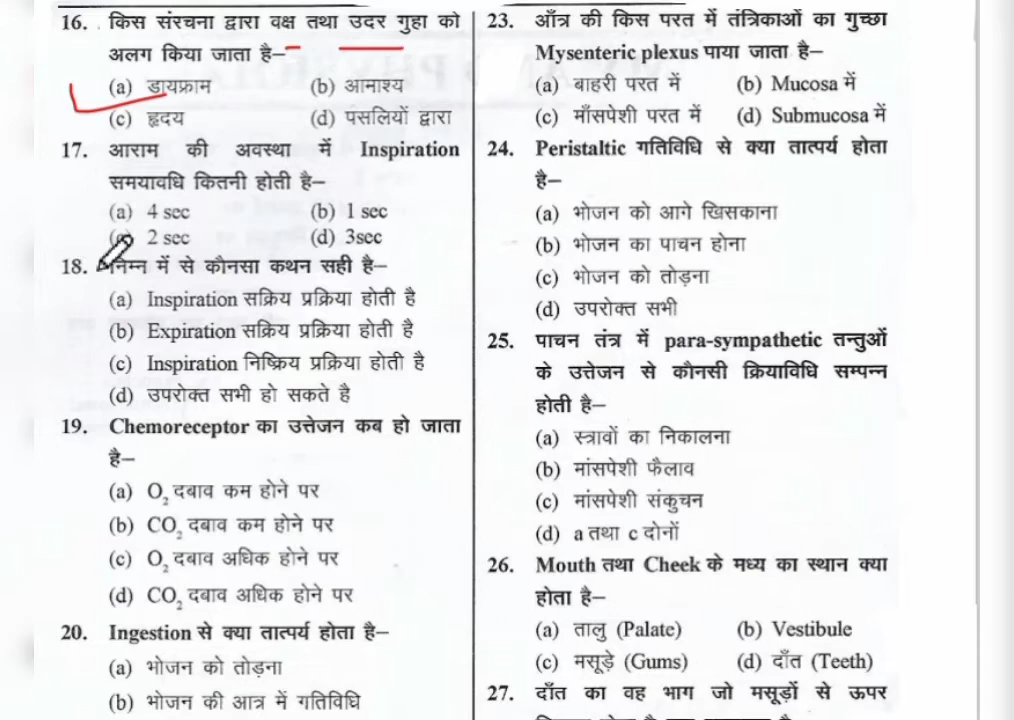 16. किस संरचना द्वारा वक्ष तथा उदर गुहा को
अलग किया जाता है–
(a) डायफ्राम (b) आमाश्य
(c) हृदय (d) पसलियों द्वारा
17. आराम की अवस्था में Inspiration
समयावधि कितनी होती है–
(a) 4 sec (b) 1 sec
2 sec (d) 3sec
18. निम्न में से कौनसा कथन सही है–
(a) Inspiration सक्रिय प्रक्रिया होती है
(b) Expiration सक्रिय प्रक्रिया होती है
(c) Inspiration निष्क्रिय प्रक्रिया होती है
(d) उपरोक्त सभी हो सकते है
19. Chemoreceptor का उत्तेजन कब हो जाता
है–
(a) O₂ दबाव कम होने पर
(b) CO₂ दबाव कम होने पर
(c) O₂ दबाव अधिक होने पर
(d) CO₂ दबाव अधिक होने पर
20. Ingestion से क्या तात्पर्य होता है–
(a) भोजन को तोड़ना
(b) भोजन की आत्र में गतिविधि
23. आँत्र की किस परत में तंत्रिकाओं का गुच्छा
Mysenteric plexus पाया जाता है–
(a) बाहरी परत में (b) Mucosa में
(c) माँसपेशी परत में (d) Submucosa में
24. Peristaltic गतिविधि से क्या तात्पर्य होता
है–
(a) भोजन को आगे खिसकाना
(b) भोजन का पाचन होना
(c) भोजन को तोड़ना
(d) उपरोक्त सभी
25. पाचन तंत्र में para-sympathetic तन्तुओं
के उत्तेजन से कौनसी क्रियाविधि सम्पन्न
होती है–
(a) स्त्रावों का निकालना
(b) मांसपेशी फैलाव
(c) मांसपेशी संकुचन
(d) a तथा c दोनों
26. Mouth तथा Cheek के मध्य का स्थान क्या
होता है–
(a) तालु (Palate) (b) Vestibule
(c) मसूड़े (Gums) (d) दाँत (Teeth)
27. दाँत का वह भाग जो मसूड़ों से ऊपर